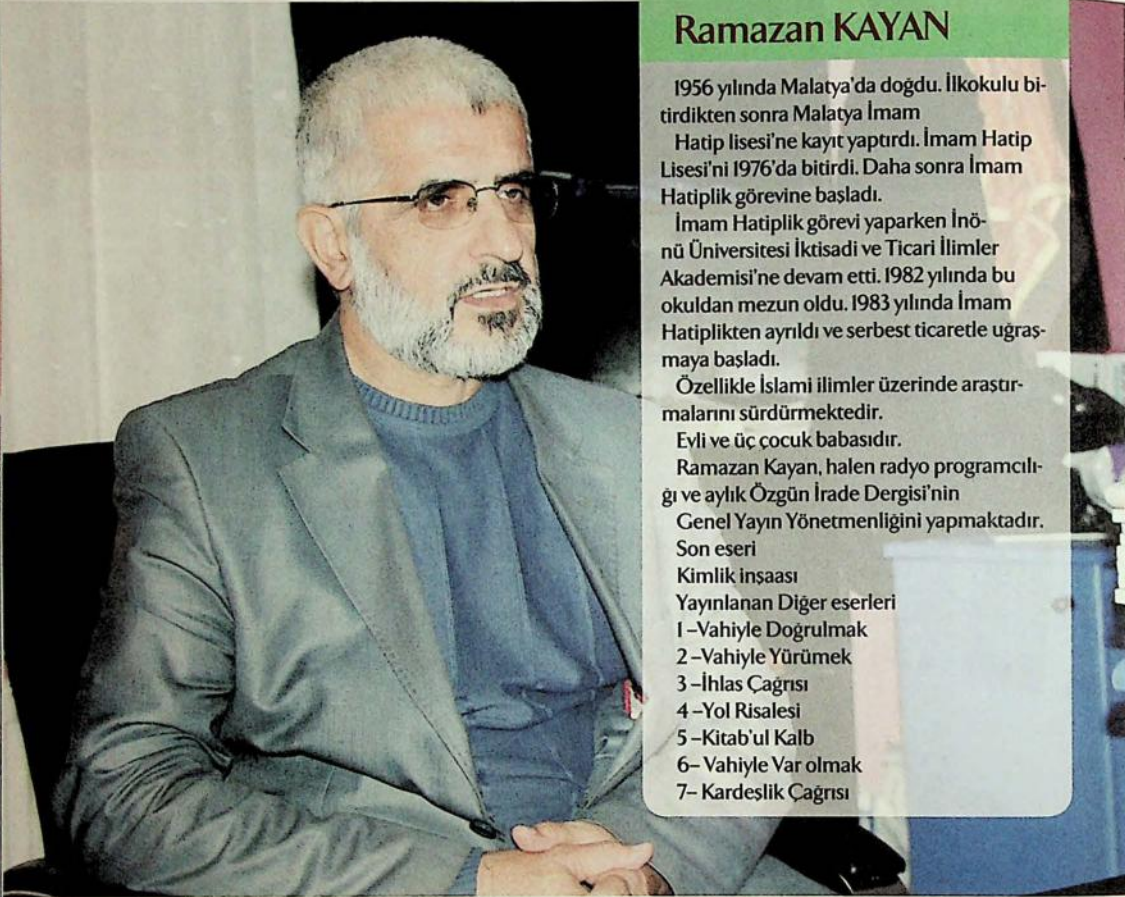 Ramazan KAYAN
1956 yılında Malatya'da doğdu. İlkokulu bi-
tirdikten sonra Malatya İmam
Hatip lisesi'ne kayıt yaptırdı. İmam Hatip
Lisesi'ni 1976'da bitirdi. Daha sonra İmam
Hatiplik görevine başladı.
İmam Hatiplik görevi yaparken İnö-
nü Üniversitesi İktisadi ve Ticari İlimler
Akademisi'ne devam etti. 1982 yılında bu
okuldan mezun oldu. 1983 yılında İmam
Hatiplikten ayrıldı ve serbest ticaretle uğraş-
maya başladı.
Özellikle İslami ilimler üzerinde araştır-
malarını sürdürmektedir.
Evli ve üç çocuk babasıdır.
Ramazan Kayan, halen radyo programcılı-
ğı ve aylık Özgün İrade Dergisi'nin
Genel Yayın Yönetmenliğini yapmaktadır.
Son eseri
Kimlik inşaası
Yayınlanan Diğer eserleri
1 –Vahiyle Doğrulmak
2 –Vahiyle Yürümek
3 –İhlas Çağrısı
4 –Yol Risalesi
5 –Kitab'ul Kalb
6– Vahiyle Var olmak
7– Kardeşlik Çağrısı